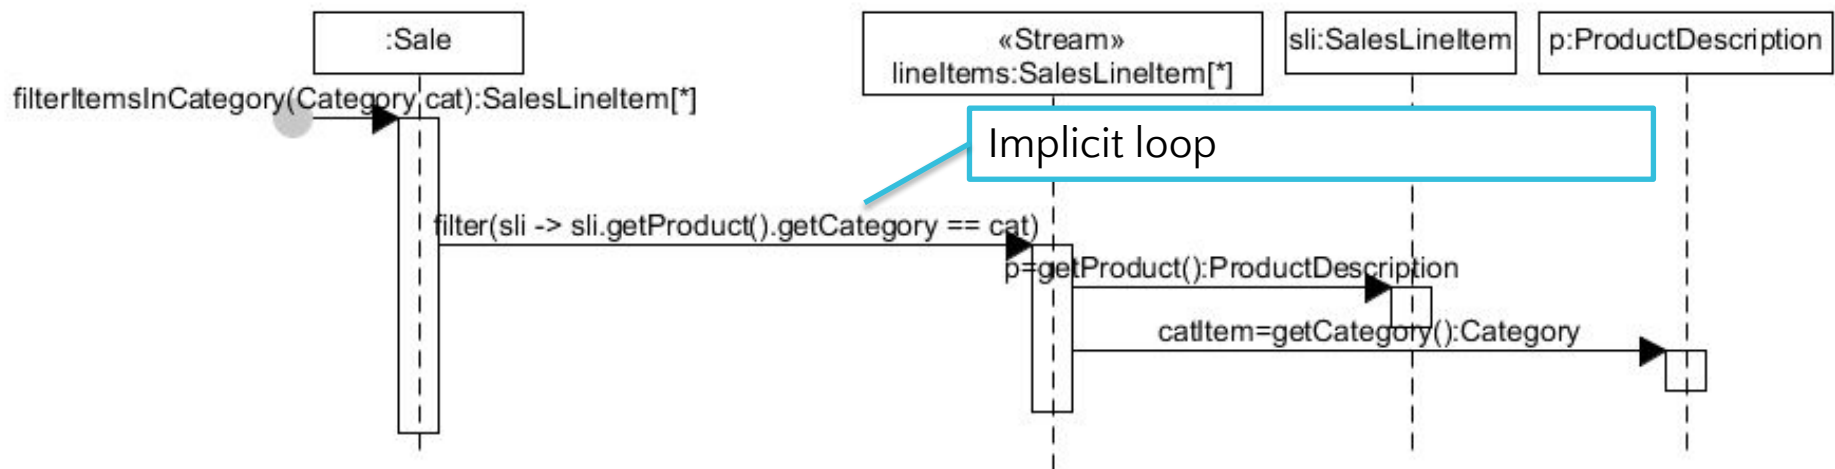 :Sale
«Stream»
lineItems:SalesLineItem[*]
sli:SalesLineItem
p:ProductDescription
filterItemsInCategory(Category cat):SalesLineItem[*]
Implicit loop
filter(sli -> sli.getProduct().getCategory == cat)
p=getProduct():ProductDescription
catItem=getCategory():Category